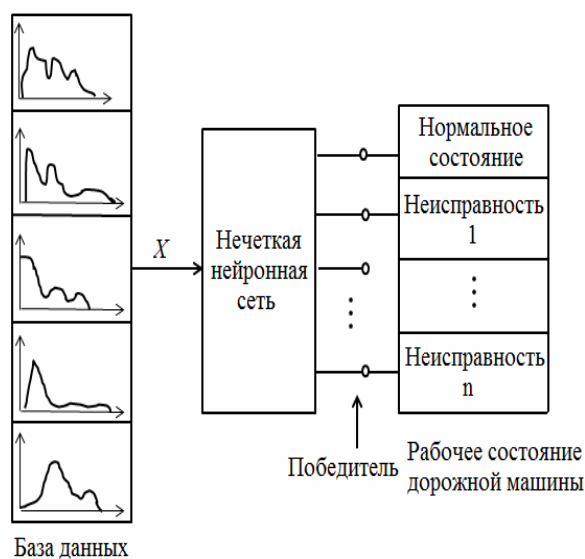 X
Нечеткая
нейронная
сеть
Нормальное
состояние
Неисправность
1
Неисправность
n
Победитель
Рабочее состояние
дорожной машины
База данных